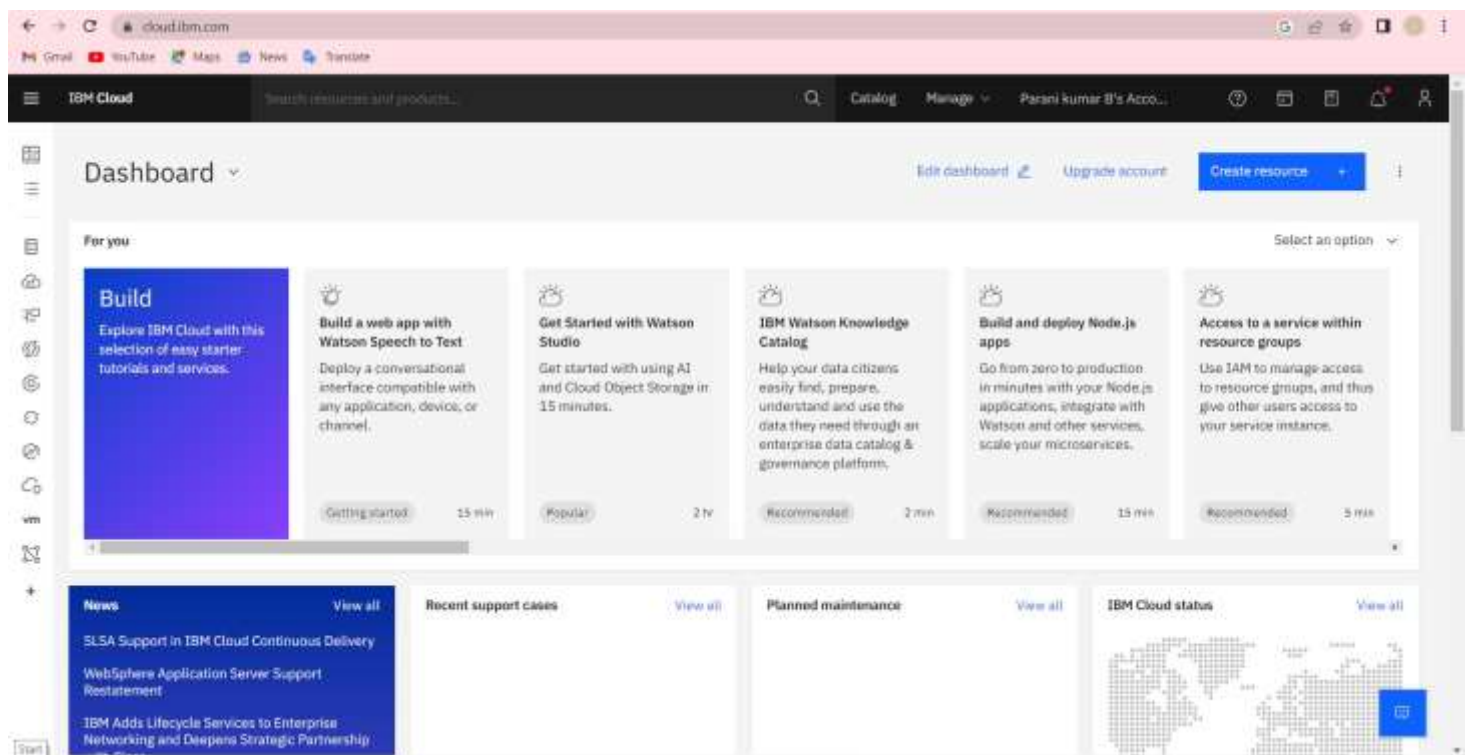 cloud.ibm.com
Gmail YouTube Maps News Translate
IBM Cloud Search resources and products... Catalog Manage Parani kumar B's Acco...
Dashboard Edit dashboard Upgrade account Create resource +
For you Select an option
Build
Explore IBM Cloud with this
selection of easy starter
tutorials and services.
Build a web app with
Watson Speech to Text
Deploy a conversational
interface compatible with
any application, device, or
channel.
Getting started 15 min
Get Started with Watson
Studio
Get started with using AI
and Cloud Object Storage in
15 minutes.
Popular 2 hr
IBM Watson Knowledge
Catalog
Help your data citizens
easily find, prepare,
understand and use the
data they need through an
enterprise data catalog &
governance platform.
Recommended 2 min
Build and deploy Node.js
apps
Go from zero to production
in minutes with your Node.js
applications, integrate with
Watson and other services,
scale your microservices.
Recommended 15 min
Access to a service within
resource groups
Use IAM to manage access
to resource groups, and thus
give other users access to
your service instance.
Recommended 5 min
vm
News View all
SLSA Support in IBM Cloud Continuous Delivery
WebSphere Application Server Support
Restatement
IBM Adds Lifecycle Services to Enterprise
Networking and Deepens Strategic Partnership
Recent support cases View all
Planned maintenance View all
IBM Cloud status View all
Start